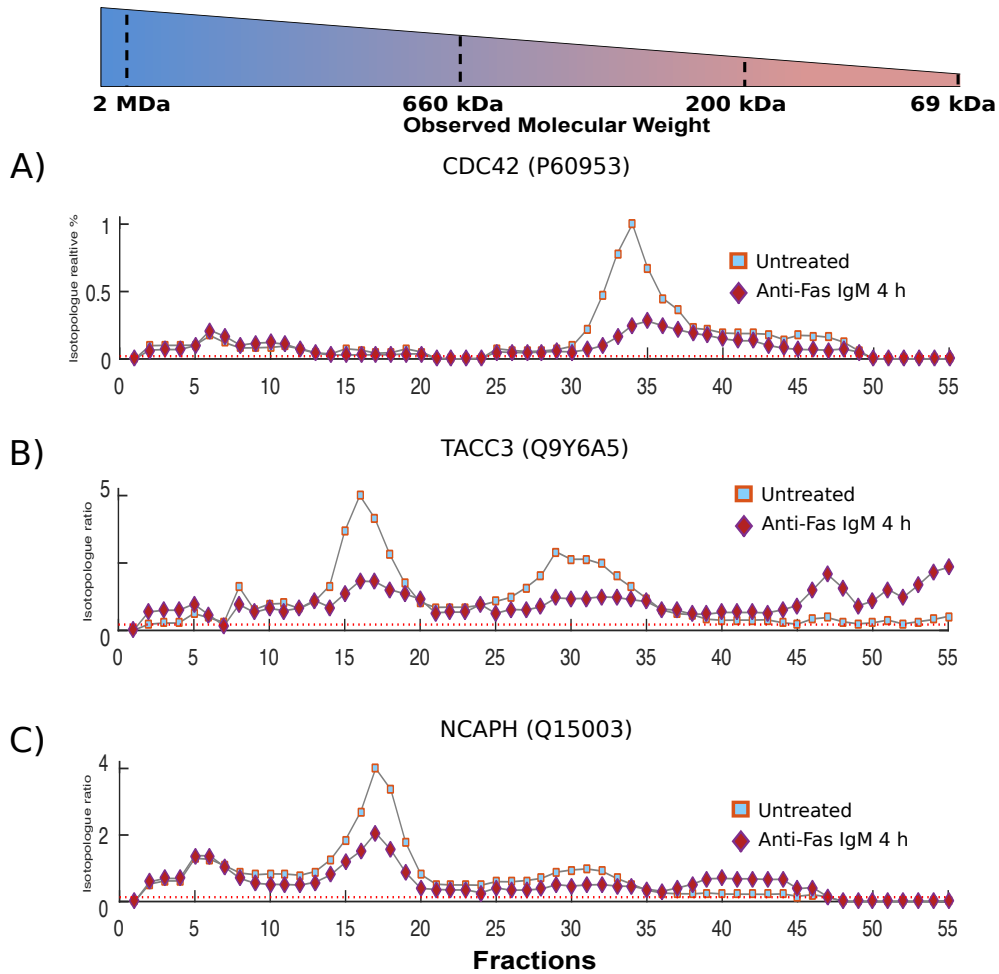 2 MDa 660 kDa 200 kDa 69 kDa
Observed Molecular Weight
A)
CDC42 (P60953)
Isotopologue realtive %
1
0.5
0
Untreated
Anti-Fas IgM 4 h
0 5 10 15 20 25 30 35 40 45 50 55
B)
TACC3 (Q9Y6A5)
Isotopologue ratio
5
0
Untreated
Anti-Fas IgM 4 h
0 5 10 15 20 25 30 35 40 45 50 55
C)
NCAPH (Q15003)
Isotopologue ratio
4
2
0
Untreated
Anti-Fas IgM 4 h
0 5 10 15 20 25 30 35 40 45 50 55
Fractions